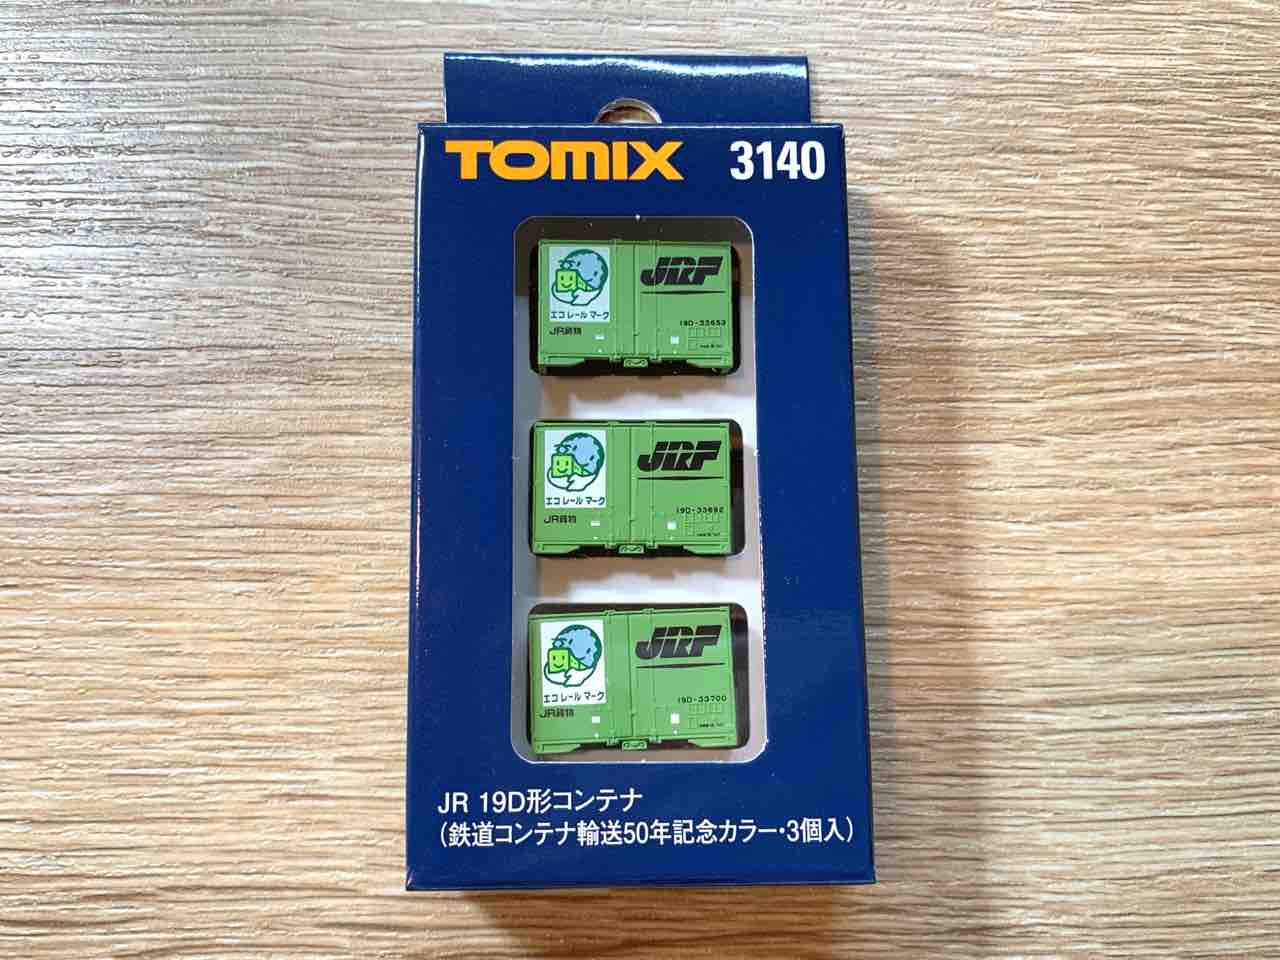 TOMIX 3140
JRF
エコレールマーク
19D-33653
JR貨物
JRF
エコレールマーク
19D-33692
JR貨物
JRF
エコレールマーク
19D-33700
JR貨物
JR 19D形コンテナ
(鉄道コンテナ輸送50年記念カラー・3個入)